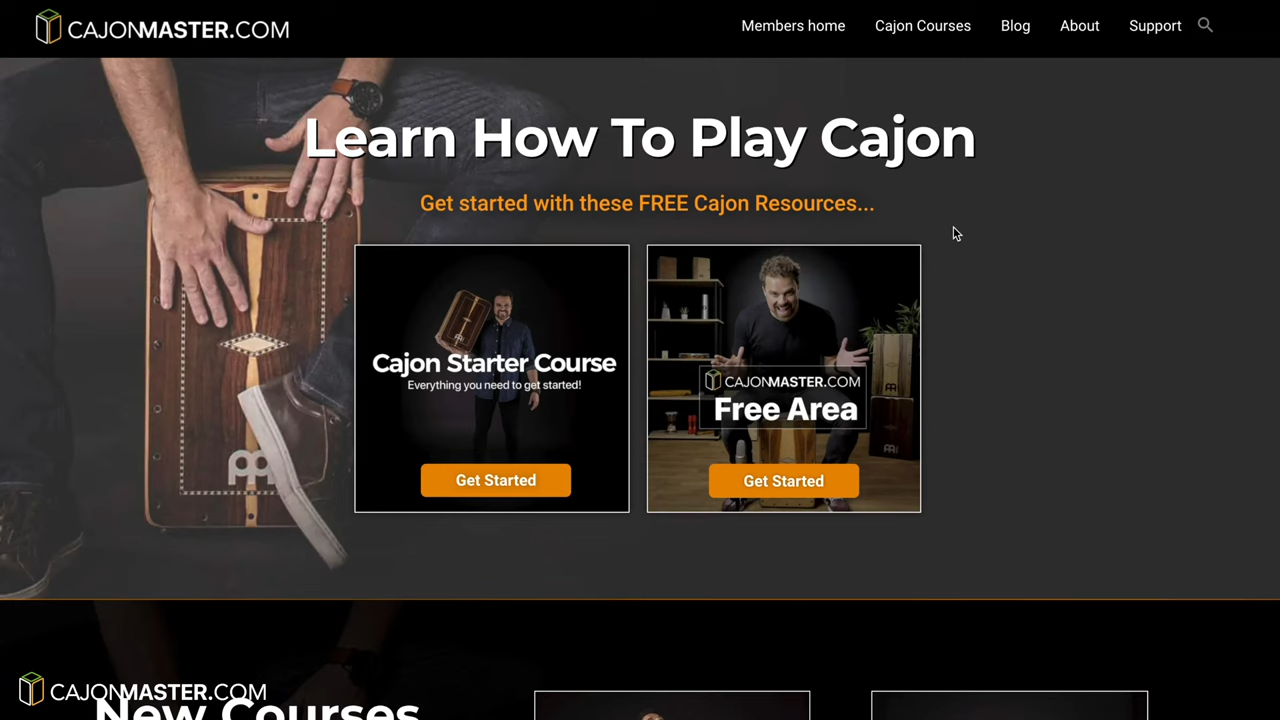 CAJONMASTER.COM
Members home
Cajon Courses
Blog
About
Support
Learn How To Play Cajon
Get started with these FREE Cajon Resources...
Cajon Starter Course
Everything you need to get started!
Get Started
CAJONMASTER.COM
Free Area
Get Started
CAJONMASTER.COM
New Courses